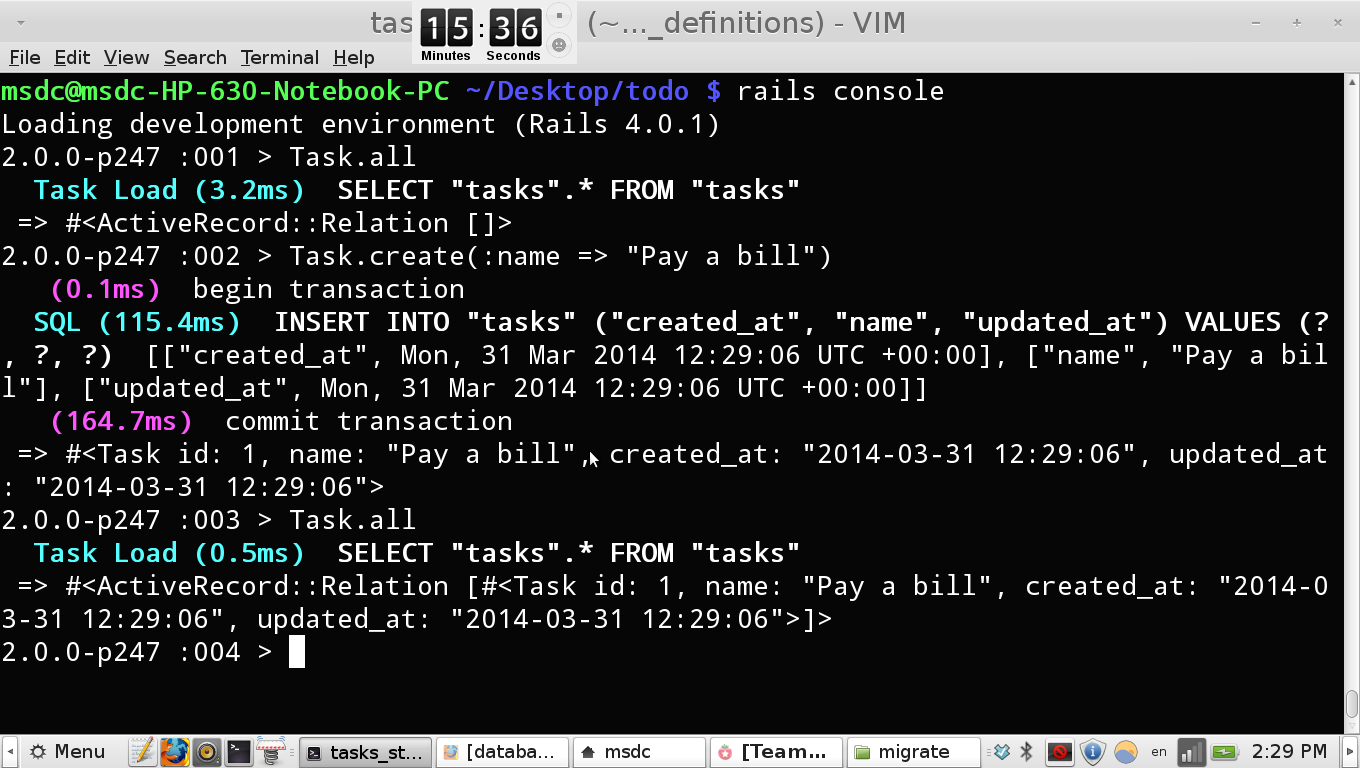 tas
(~..._definitions) - VIM
15:36
Minutes Seconds
File Edit View Search Terminal Help
msdc@msdc-HP-630-Notebook-PC ~/Desktop/todo $ rails console
Loading development environment (Rails 4.0.1)
2.0.0-p247 :001 > Task.all
  Task Load (3.2ms)  SELECT "tasks".* FROM "tasks"
 => #<ActiveRecord::Relation []>
2.0.0-p247 :002 > Task.create(:name => "Pay a bill")
   (0.1ms)  begin transaction
  SQL (115.4ms)  INSERT INTO "tasks" ("created_at", "name", "updated_at") VALUES (?
, ?, ?)  [["created_at", Mon, 31 Mar 2014 12:29:06 UTC +00:00], ["name", "Pay a bil
l"], ["updated_at", Mon, 31 Mar 2014 12:29:06 UTC +00:00]]
   (164.7ms)  commit transaction
 => #<Task id: 1, name: "Pay a bill", created_at: "2014-03-31 12:29:06", updated_at
: "2014-03-31 12:29:06">
2.0.0-p247 :003 > Task.all
  Task Load (0.5ms)  SELECT "tasks".* FROM "tasks"
 => #<ActiveRecord::Relation [#<Task id: 1, name: "Pay a bill", created_at: "2014-0
3-31 12:29:06", updated_at: "2014-03-31 12:29:06">]>
2.0.0-p247 :004 >
Menu tasks_st... [databa... msdc [Team... migrate en 2:29 PM